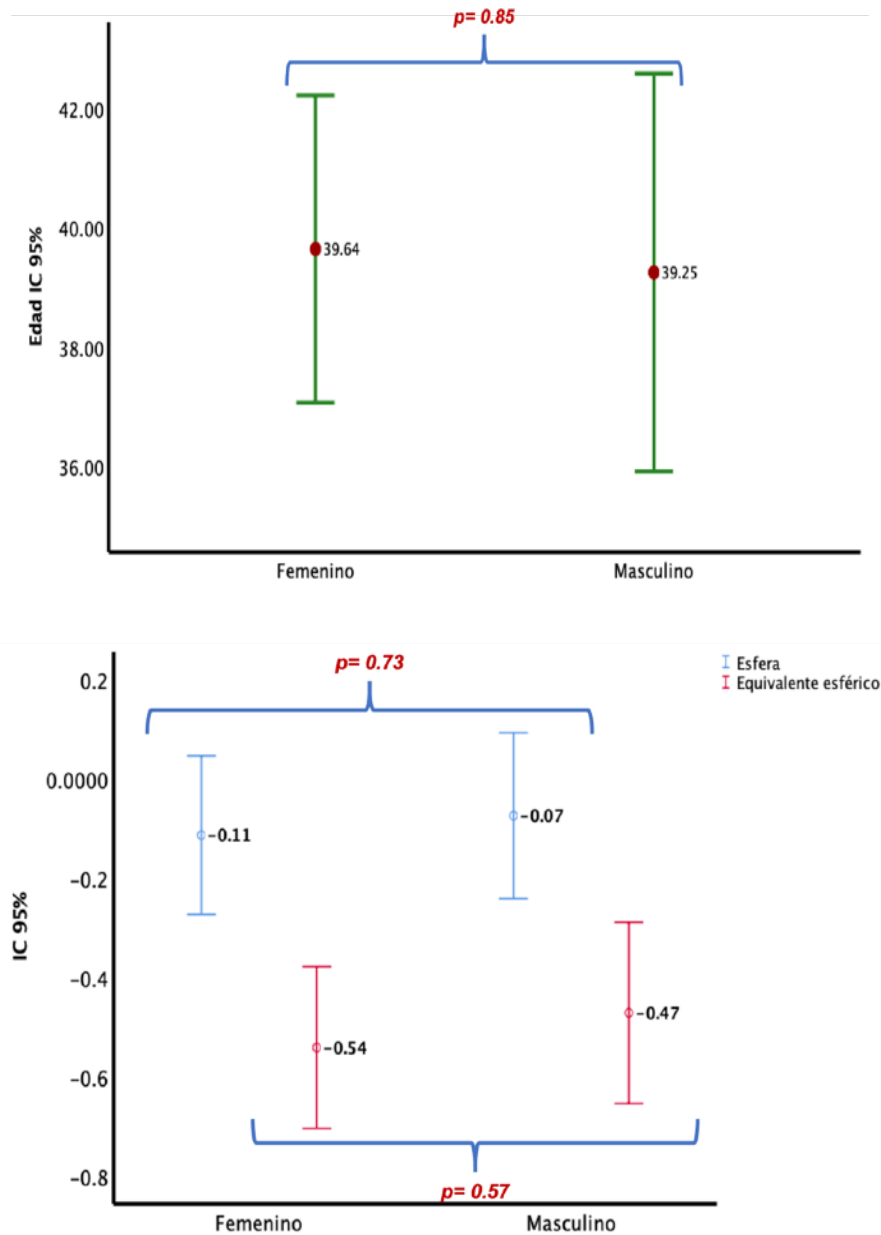 p= 0.85
42.00
40.00
38.00
36.00
Edad IC 95%
39.64
39.25
Femenino
Masculino
p= 0.73
Esfera
Equivalente esférico
0.2
0.0000
−0.2
−0.4
−0.6
−0.8
IC 95%
−0.11
−0.07
−0.54
−0.47
p= 0.57
Femenino
Masculino